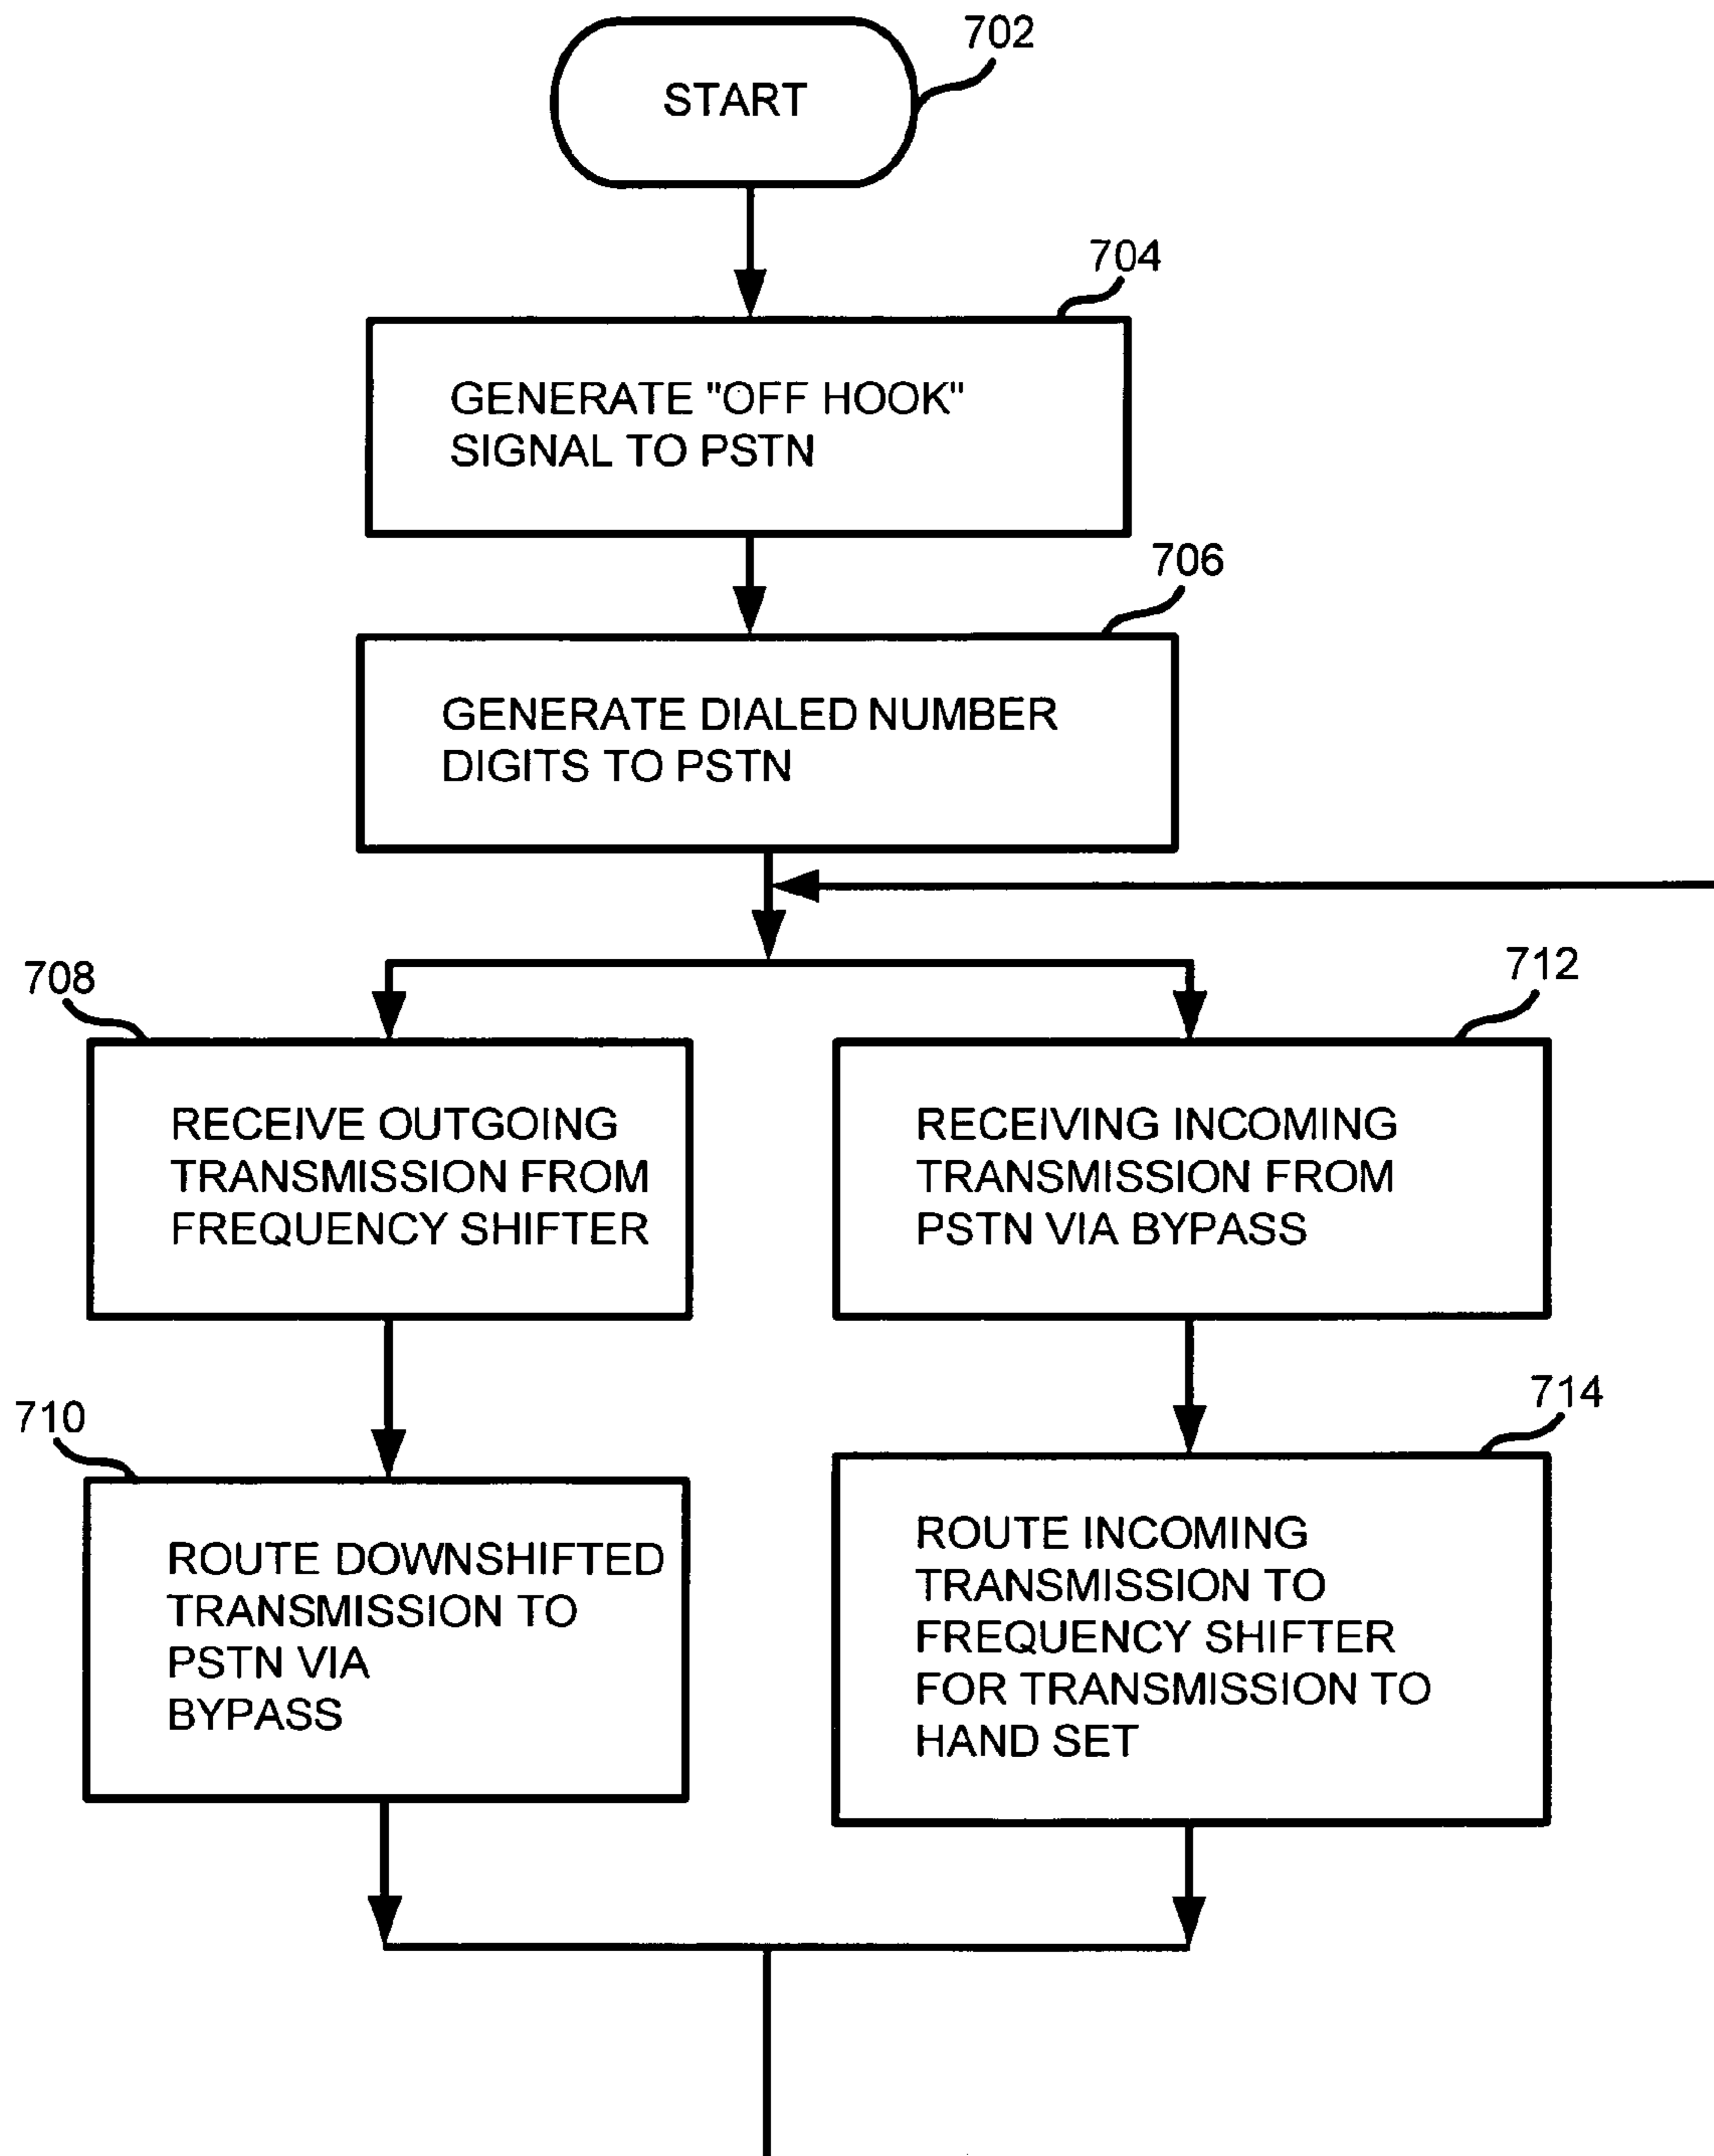 702
START
704
GENERATE "OFF HOOK"
SIGNAL TO PSTN
706
GENERATE DIALED NUMBER
DIGITS TO PSTN
708
712
RECEIVE OUTGOING
TRANSMISSION FROM
FREQUENCY SHIFTER
RECEIVING INCOMING
TRANSMISSION FROM
PSTN VIA BYPASS
710
714
ROUTE DOWNSHIFTED
TRANSMISSION TO
PSTN VIA
BYPASS
ROUTE INCOMING
TRANSMISSION TO
FREQUENCY SHIFTER
FOR TRANSMISSION TO
HAND SET